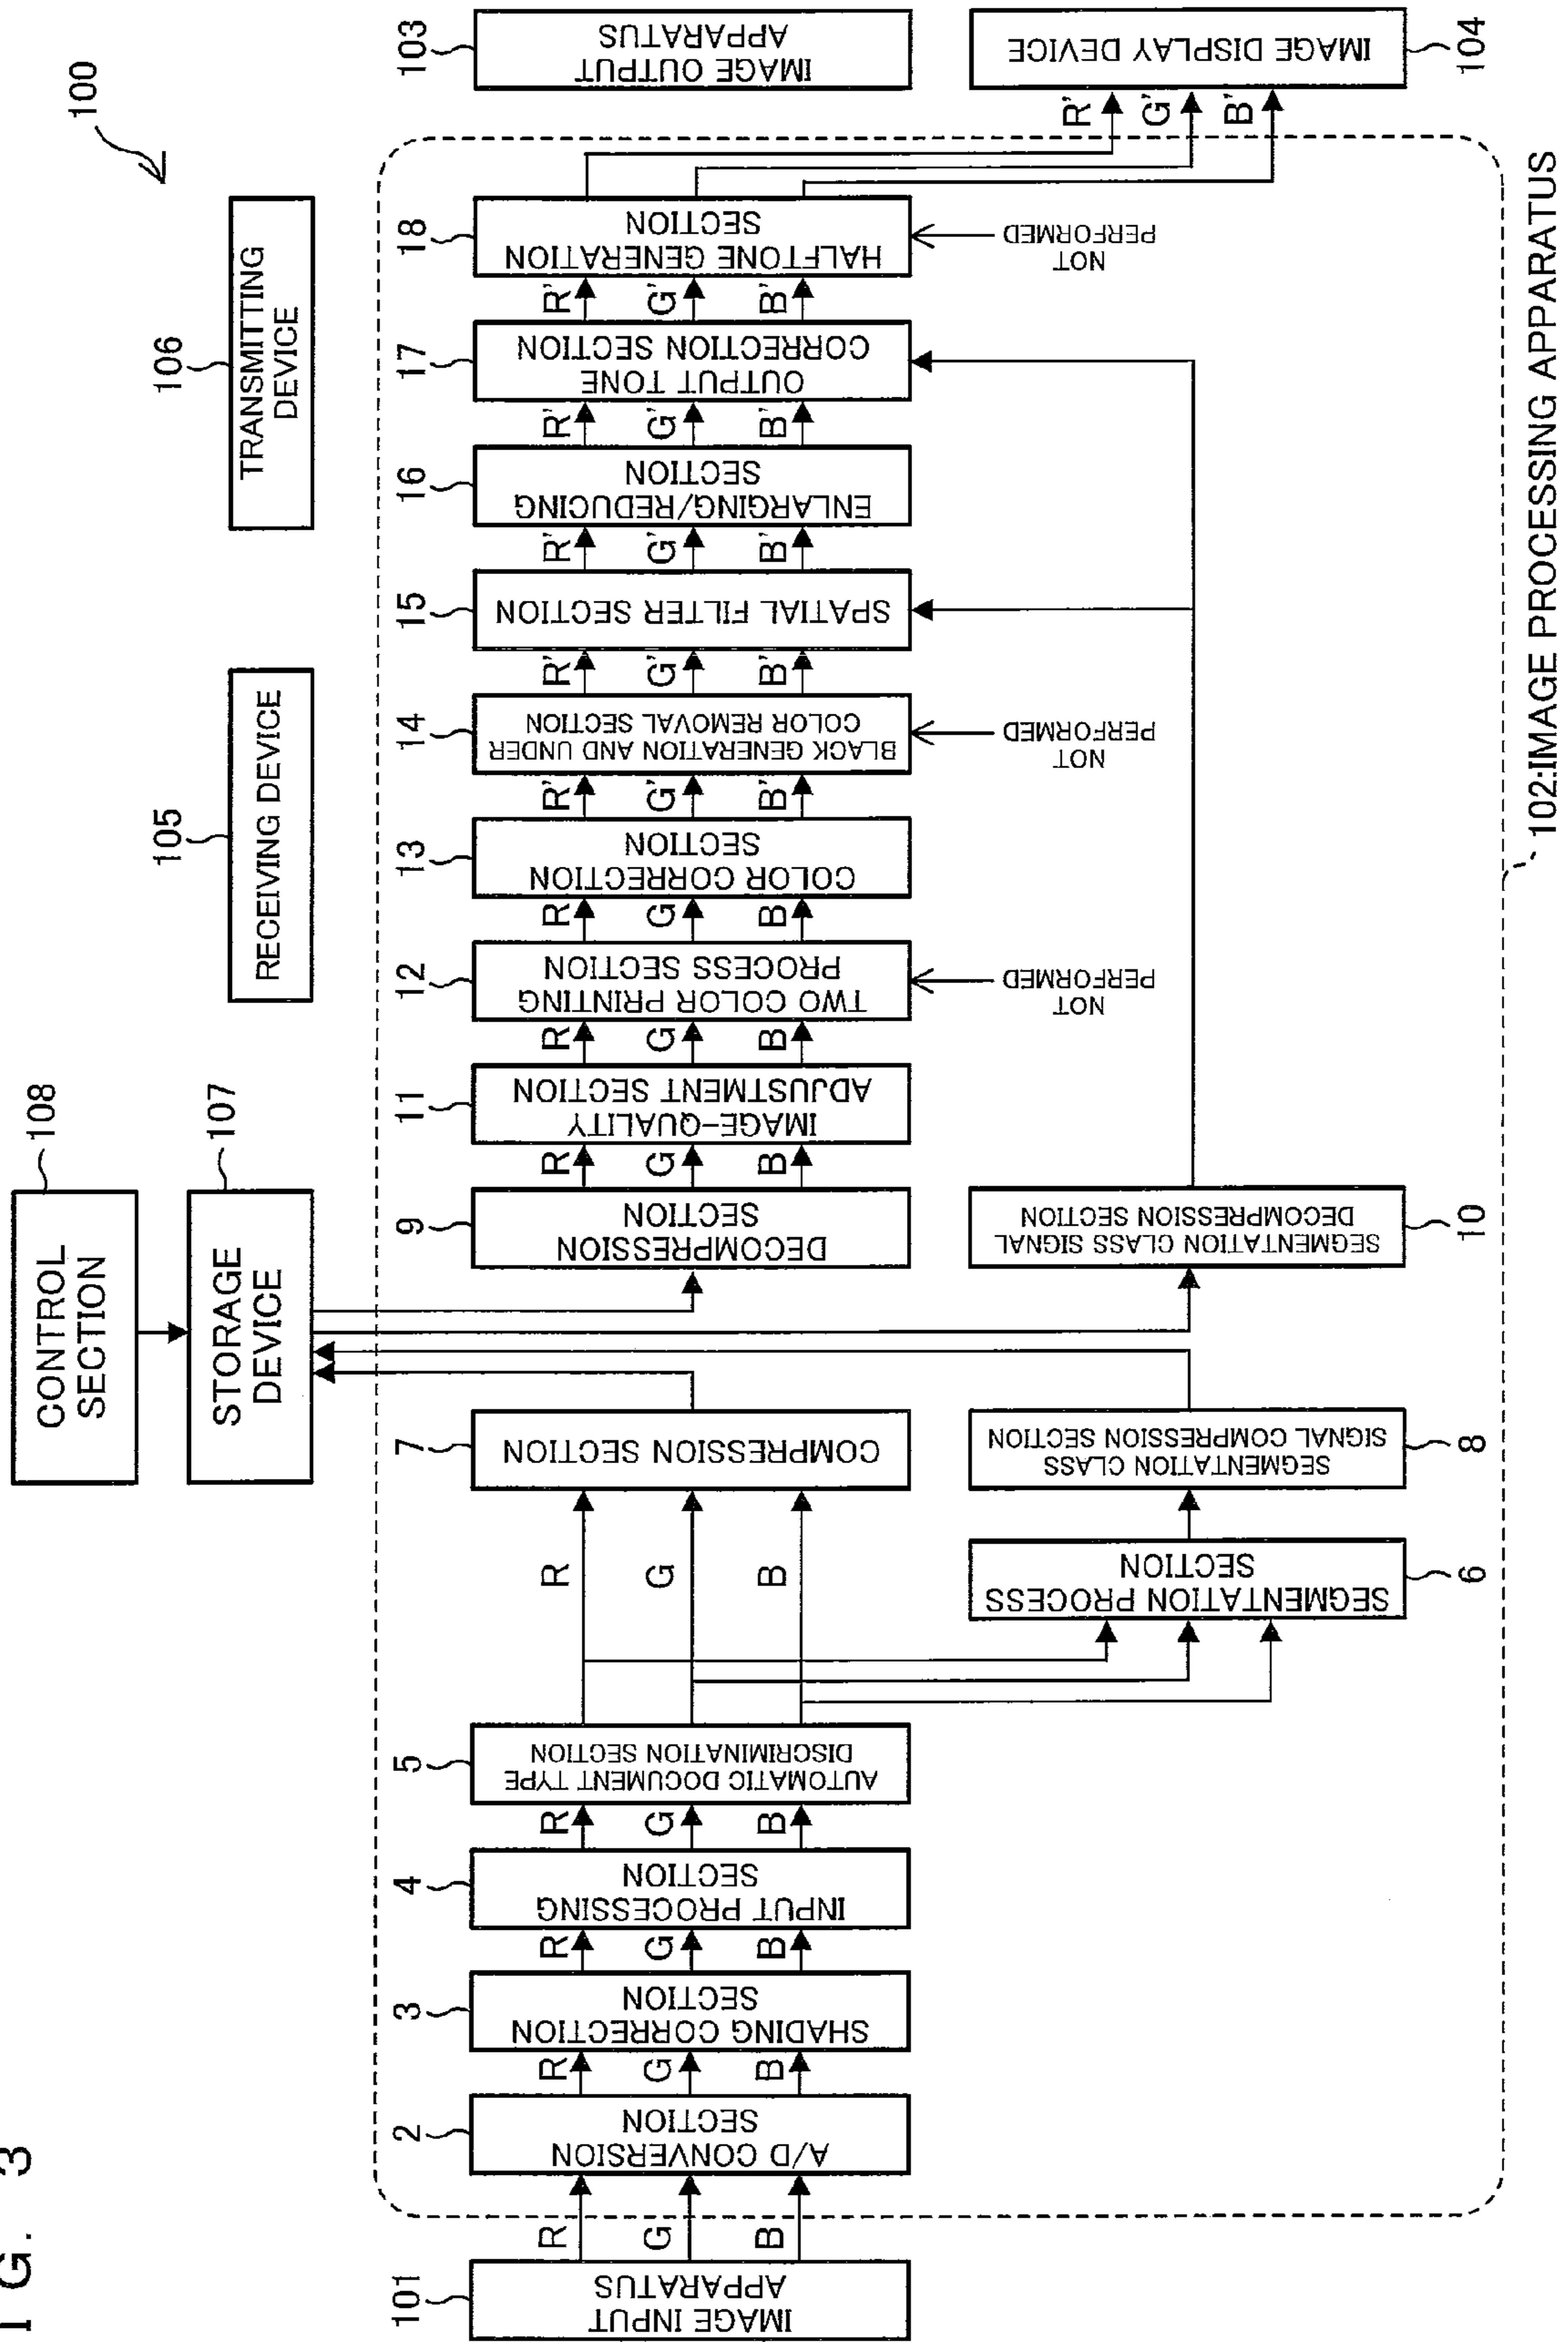 FIG. 3
100
CONTROL
SECTION
108
STORAGE
DEVICE
107
RECEIVING DEVICE
105
TRANSMITTING
DEVICE
106
101
IMAGE INPUT
APPARATUS
R
G
B
2
A/D CONVERSION
SECTION
R
G
B
3
SHADING CORRECTION
SECTION
R
G
B
4
INPUT PROCESSING
SECTION
R
G
B
5
AUTOMATIC DOCUMENT TYPE
DISCRIMINATION SECTION
R
G
B
SEGMENTATION PROCESS
SECTION
6
7
COMPRESSION SECTION
SEGMENTATION CLASS
SIGNAL COMPRESSION SECTION
8
9
DECOMPRESSION
SECTION
SEGMENTATION CLASS SIGNAL
DECOMPRESSION SECTION
10
R
G
B
11
IMAGE-QUALITY
ADJUSTMENT SECTION
R
G
B
12
TWO COLOR PRINTING
PROCESS SECTION
NOT
PERFORMED
R
G
B
13
COLOR CORRECTION
SECTION
R'
G'
B'
14
BLACK GENERATION AND UNDER
COLOR REMOVAL SECTION
NOT
PERFORMED
R'
G'
B'
15
SPATIAL FILTER SECTION
R'
G'
B'
16
ENLARGING/REDUCING
SECTION
R'
G'
B'
17
OUTPUT TONE
CORRECTION SECTION
R'
G'
B'
18
HALFTONE GENERATION
SECTION
NOT
PERFORMED
R'
G'
B'
103
IMAGE OUTPUT
APPARATUS
IMAGE DISPLAY DEVICE
104
102:IMAGE PROCESSING APPARATUS